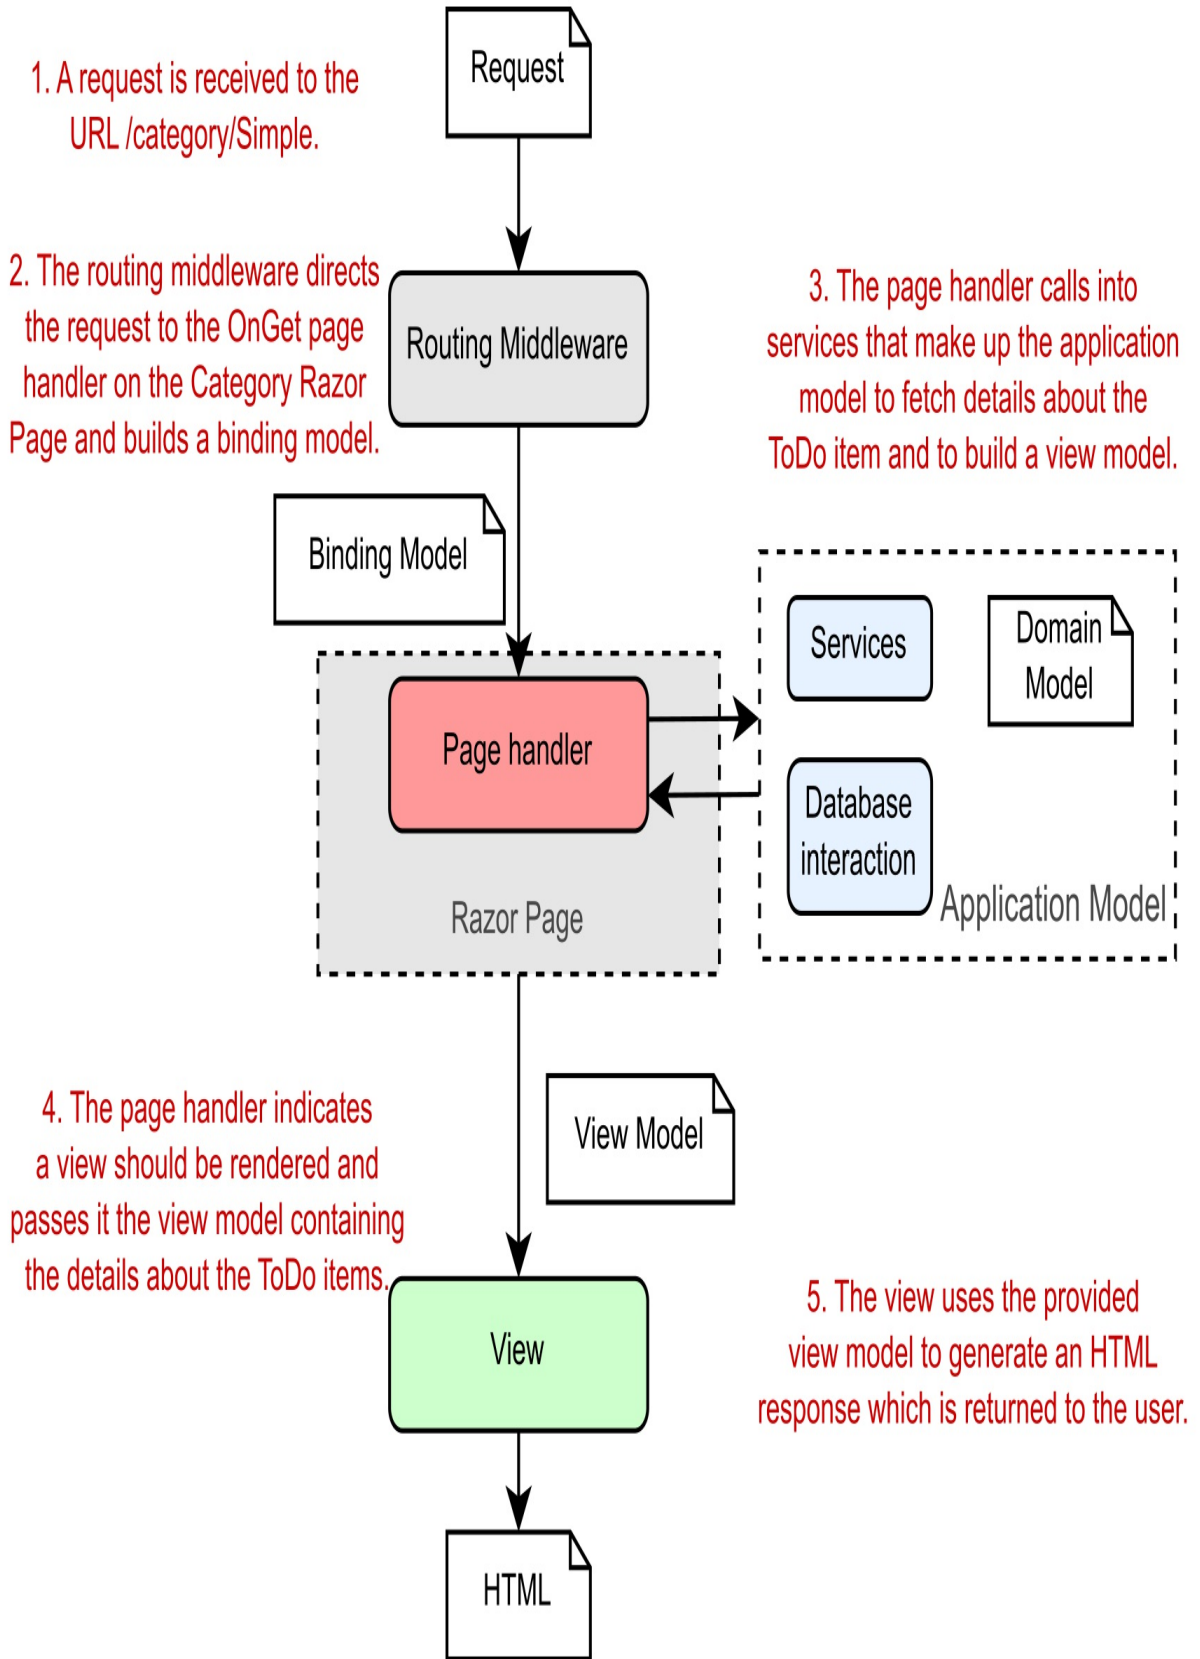 Request
1. A request is received to the
URL /category/Simple.
2. The routing middleware directs
the request to the OnGet page
handler on the Category Razor
Page and builds a binding model.
Routing Middleware
3. The page handler calls into
services that make up the application
model to fetch details about the
ToDo item and to build a view model.
Binding Model
Services
Domain
Model
Page handler
Database
interaction
Application Model
Razor Page
4. The page handler indicates
a view should be rendered and
passes it the view model containing
the details about the ToDo items.
View Model
View
5. The view uses the provided
view model to generate an HTML
response which is returned to the user.
HTML